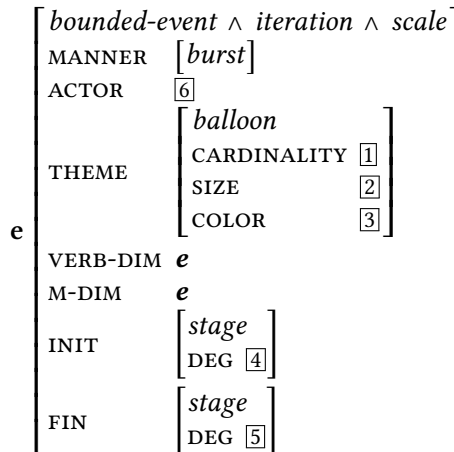 bounded-event ∧ iteration ∧ scale
MANNER [burst]
ACTOR 6
balloon
CARDINALITY 1
THEME
SIZE 2
COLOR 3
e
VERB-DIM e
M-DIM e
stage
INIT
DEG 4
stage
FIN
DEG 5